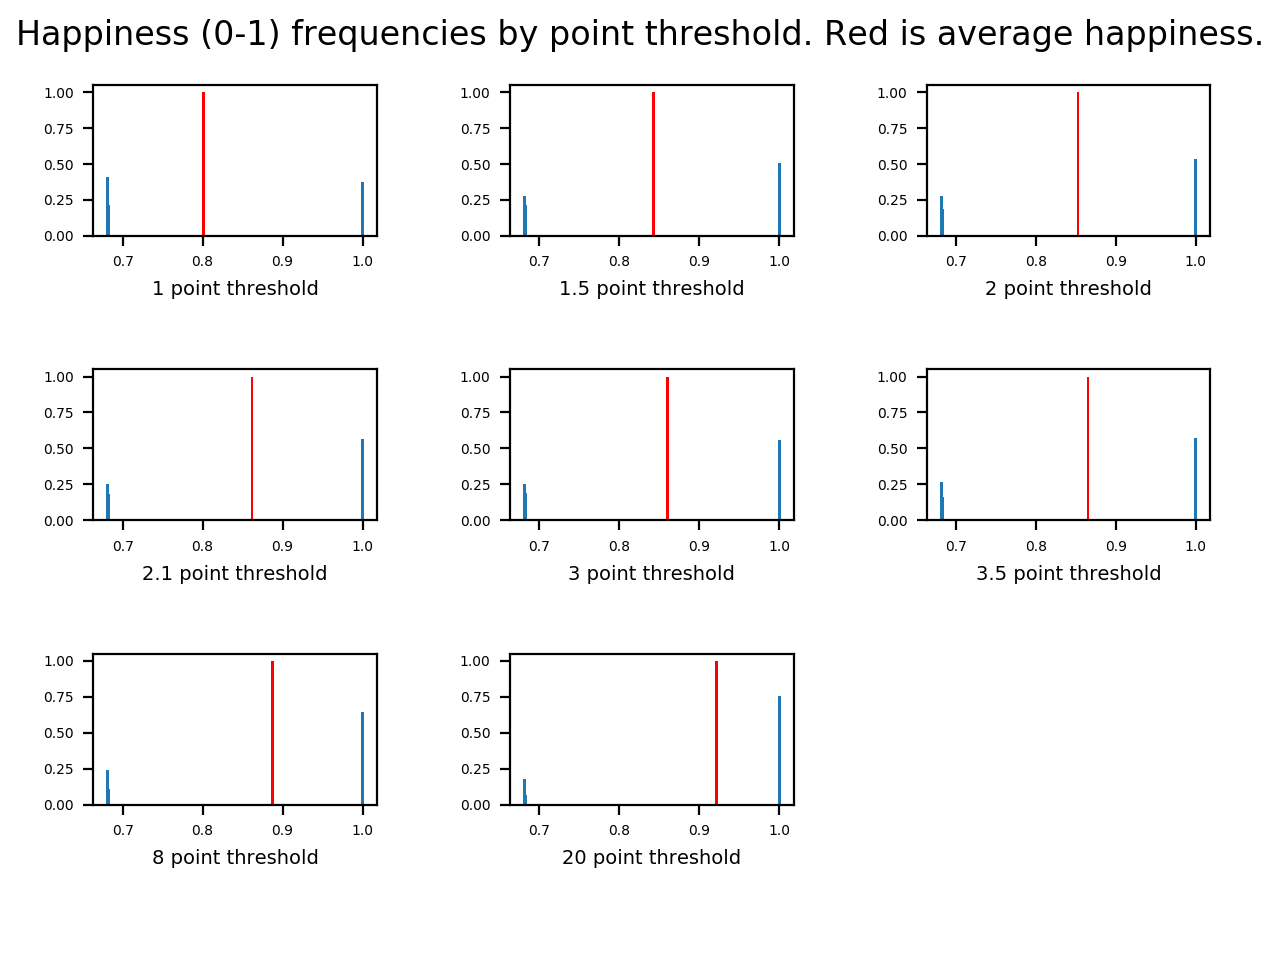 Happiness (0-1) frequencies by point threshold. Red is average happiness.
1.00 1.00 1.00
0.75 0.75 0.75
0.50 0.50 0.50
0.25 0.25 0.25
0.00 0.00 0.00
0.7 0.8 0.9 1.0 0.7 0.8 0.9 1.0 0.7 0.8 0.9 1.0
1 point threshold 1.5 point threshold 2 point threshold
1.00 1.00 1.00
0.75 0.75 0.75
0.50 0.50 0.50
0.25 0.25 0.25
0.00 0.00 0.00
0.7 0.8 0.9 1.0 0.7 0.8 0.9 1.0 0.7 0.8 0.9 1.0
2.1 point threshold 3 point threshold 3.5 point threshold
1.00 1.00
0.75 0.75
0.50 0.50
0.25 0.25
0.00 0.00
0.7 0.8 0.9 1.0 0.7 0.8 0.9 1.0
8 point threshold 20 point threshold